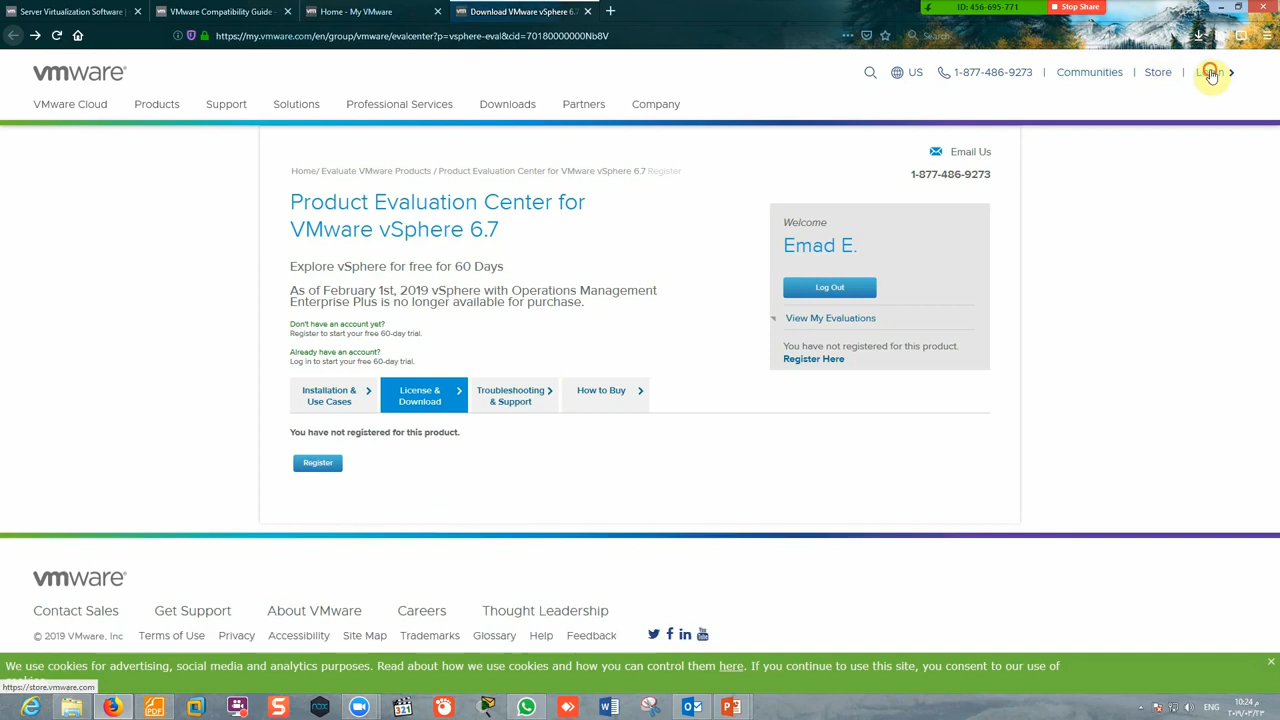 Server Virtualization Software
VMware Compatibility Guide
Home - My VMware
Download VMware vSphere 6.7
ID: 456-695-771
Stop Share
https://my.vmware.com/en/group/vmware/evalcenter?p=vsphere-eval&cid=70180000000Nb8V
Search
vmware
US
1-877-486-9273
Communities
Store
VMware Cloud
Products
Support
Solutions
Professional Services
Downloads
Partners
Company
Email Us
1-877-486-9273
Home/ Evaluate VMware Products / Product Evaluation Center for VMware vSphere 6.7 Register
Product Evaluation Center for
VMware vSphere 6.7
Welcome
Emad E.
Log Out
View My Evaluations
You have not registered for this product.
Register Here
Explore vSphere for free for 60 Days
As of February 1st, 2019 vSphere with Operations Management
Enterprise Plus is no longer available for purchase.
Don't have an account yet?
Register to start your free 60-day trial.
Already have an account?
Log in to start your free 60-day trial.
Installation &
Use Cases
License &
Download
Troubleshooting
& Support
How to Buy
You have not registered for this product.
Register
vmware
Contact Sales
Get Support
About VMware
Careers
Thought Leadership
© 2019 VMware, Inc
Terms of Use
Privacy
Accessibility
Site Map
Trademarks
Glossary
Help
Feedback
We use cookies for advertising, social media and analytics purposes. Read about how we use cookies and how you can control them here. If you continue to use this site, you consent to our use of
https://store.vmware.com
ENG
10:24 م